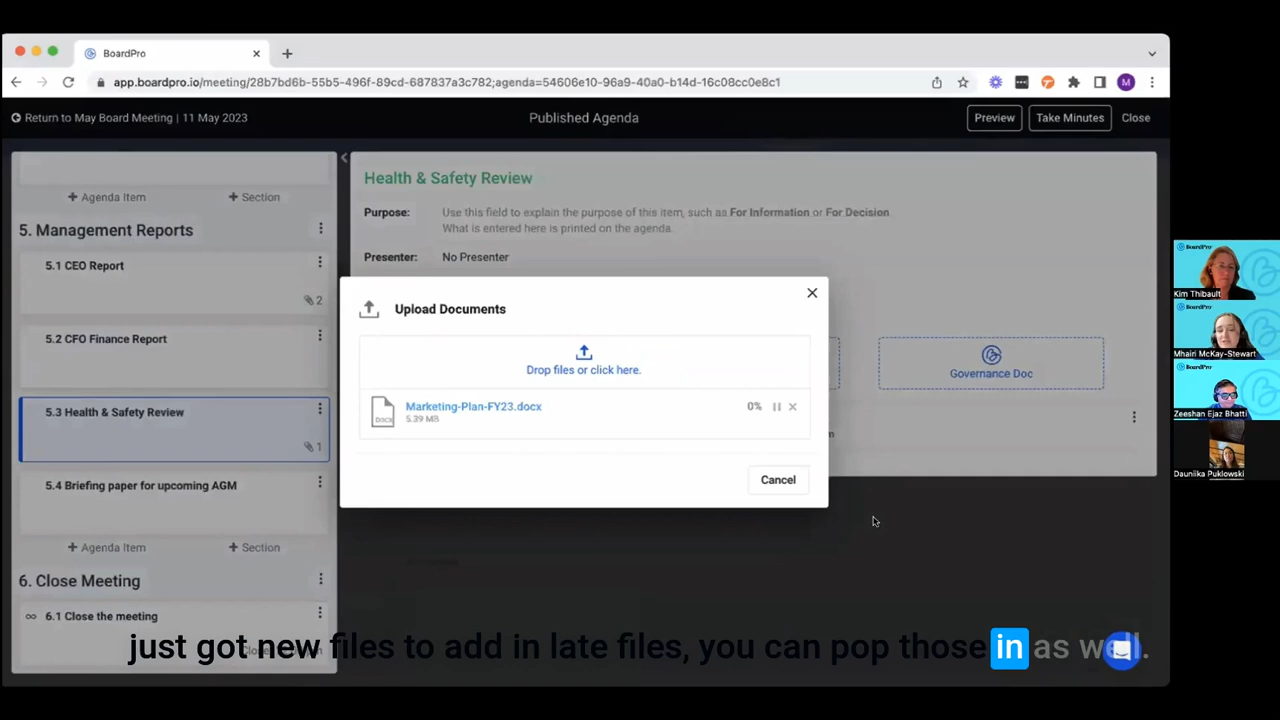 BoardPro
app.boardpro.io/meeting/28b7bd6b-55b5-496f-89cd-687837a3c782;agenda=54606e10-96a9-40a0-b14d-16c08cc0e8c1
M
Return to May Board Meeting | 11 May 2023
Published Agenda
Preview
Take Minutes
Close
+ Agenda Item
+ Section
5. Management Reports
5.1 CEO Report
2
5.2 CFO Finance Report
5.3 Health & Safety Review
1
5.4 Briefing paper for upcoming AGM
+ Agenda Item
+ Section
6. Close Meeting
6.1 Close the meeting
Health & Safety Review
Purpose:
Use this field to explain the purpose of this item, such as For Information or For Decision
What is entered here is printed on the agenda.
Presenter:
No Presenter
Governance Doc
Upload Documents
Drop files or click here.
DOCX
Marketing-Plan-FY23.docx
5.39 MB
0%
Cancel
BoardPro
Kim Thibault
BoardPro
Mhairi McKay-Stewart
BoardPro
Zeeshan Ejaz Bhatti
Dauniika Puklowski
just got new files to add in late files, you can pop those in as well.